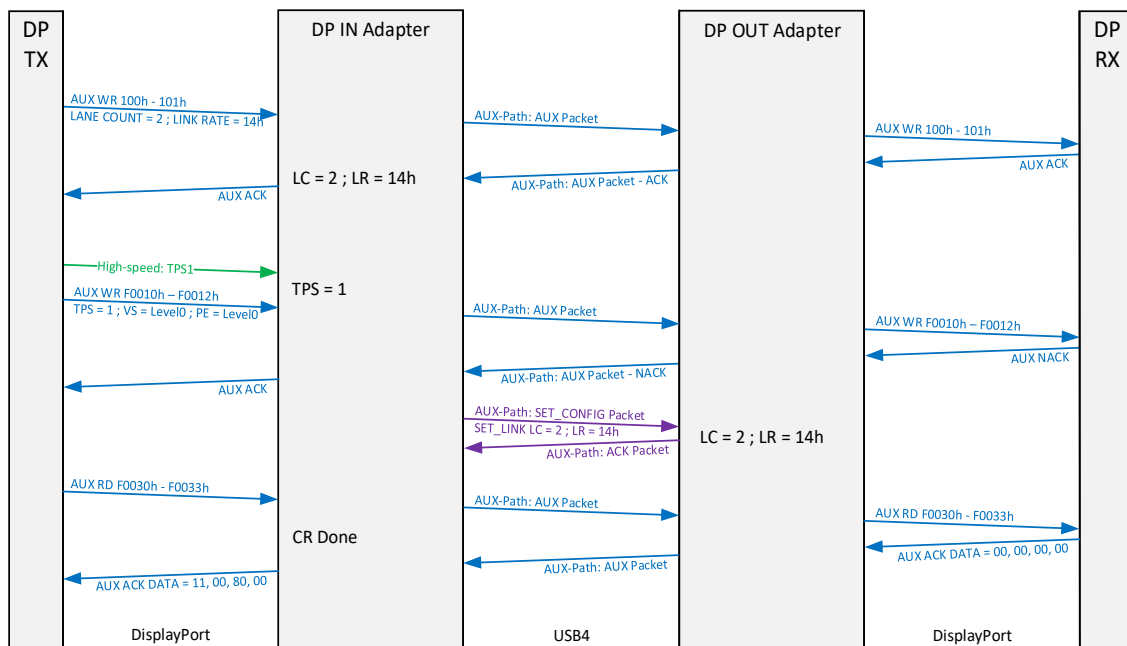 DP
TX
DP IN Adapter
DP OUT Adapter
DP
RX
AUX WR 100h - 101h
LANE COUNT = 2 ; LINK RATE = 14h
AUX-Path: AUX Packet
AUX WR 100h - 101h
AUX ACK
AUX-Path: AUX Packet - ACK
LC = 2 ; LR = 14h
AUX ACK
High-speed: TPS1
TPS = 1
AUX WR F0010h – F0012h
TPS = 1 ; VS = Level0 ; PE = Level0
AUX-Path: AUX Packet
AUX WR F0010h – F0012h
AUX NACK
AUX-Path: AUX Packet - NACK
AUX ACK
AUX-Path: SET_CONFIG Packet
SET_LINK LC = 2 ; LR = 14h
LC = 2 ; LR = 14h
AUX-Path: ACK Packet
AUX RD F0030h - F0033h
AUX-Path: AUX Packet
AUX RD F0030h - F0033h
CR Done
AUX ACK DATA = 00, 00, 00, 00
AUX-Path: AUX Packet
AUX ACK DATA = 11, 00, 80, 00
DisplayPort
USB4
DisplayPort